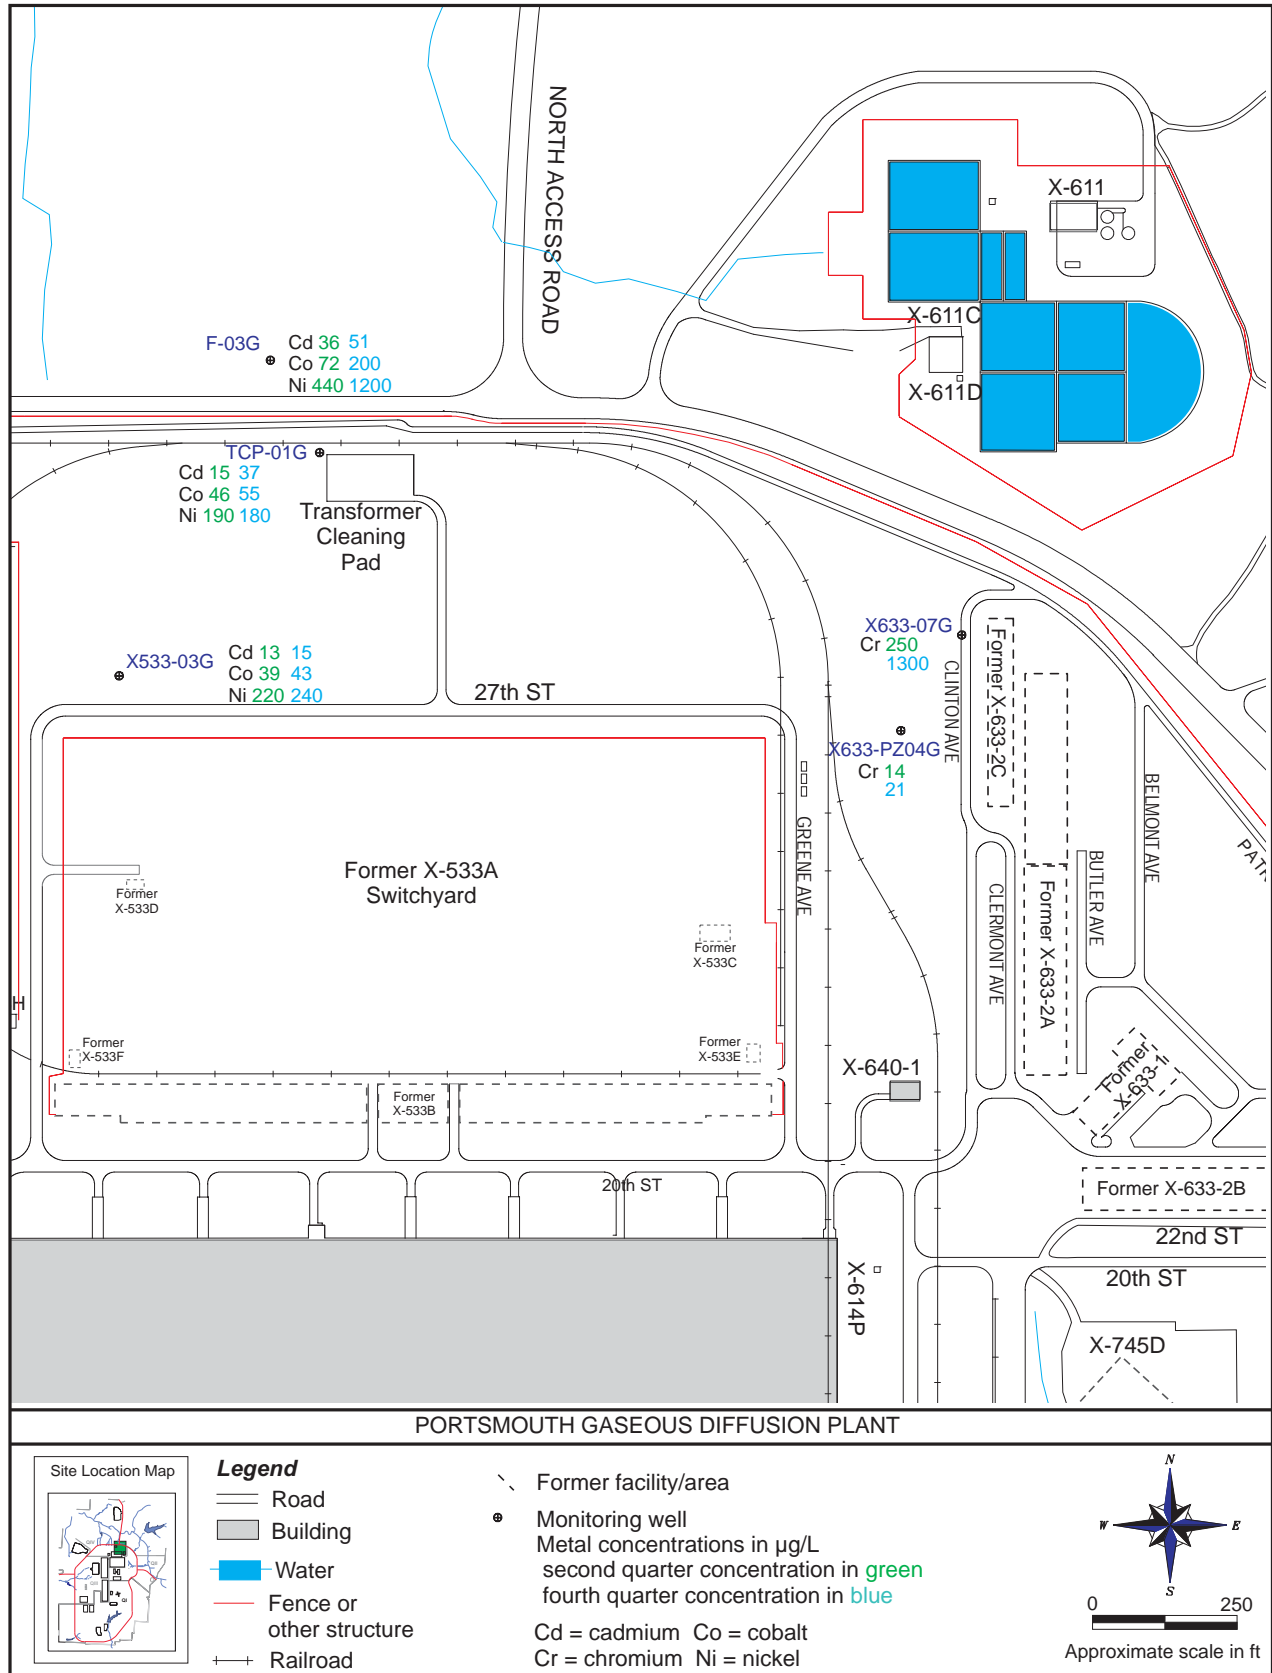 NORTH ACCESS ROAD
X-611
X-611C
X-611D
F-03G
Cd 36 51
Co 72 200
Ni 440 1200
TCP-01G
Cd 15 37
Co 46 55
Ni 190 180
Transformer
Cleaning
Pad
X533-03G
Cd 13 15
Co 39 43
Ni 220 240
27th ST
X633-07G
Cr 250
1300
X633-PZ04G
Cr 14
21
CLINTON AVE
Former X-633-2C
GREENE AVE
BELMONT AVE
BUTLER AVE
CLERMONT AVE
Former X-633-2A
Former X-533A
Switchyard
Former
X-533D
Former
X-533C
Former
X-533F
Former
X-533E
Former
X-533B
X-640-1
Former
X-633-1
Former X-633-2B
20th ST
22nd ST
20th ST
X-614P
X-745D
PORTSMOUTH GASEOUS DIFFUSION PLANT
Site Location Map
Legend
Road
Building
Water
Fence or
other structure
Railroad
Former facility/area
Monitoring well
Metal concentrations in µg/L
second quarter concentration in green
fourth quarter concentration in blue
Cd = cadmium Co = cobalt
Cr = chromium Ni = nickel
N
W
E
S
0 250
Approximate scale in ft